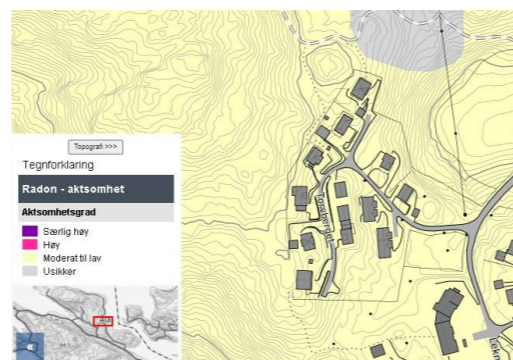 Topografi >>>
Tegnforklaring
Radon - aktsomhet
Aktsomhetsgrad
Særlig høy
Høy
Moderat til lav
Usikker